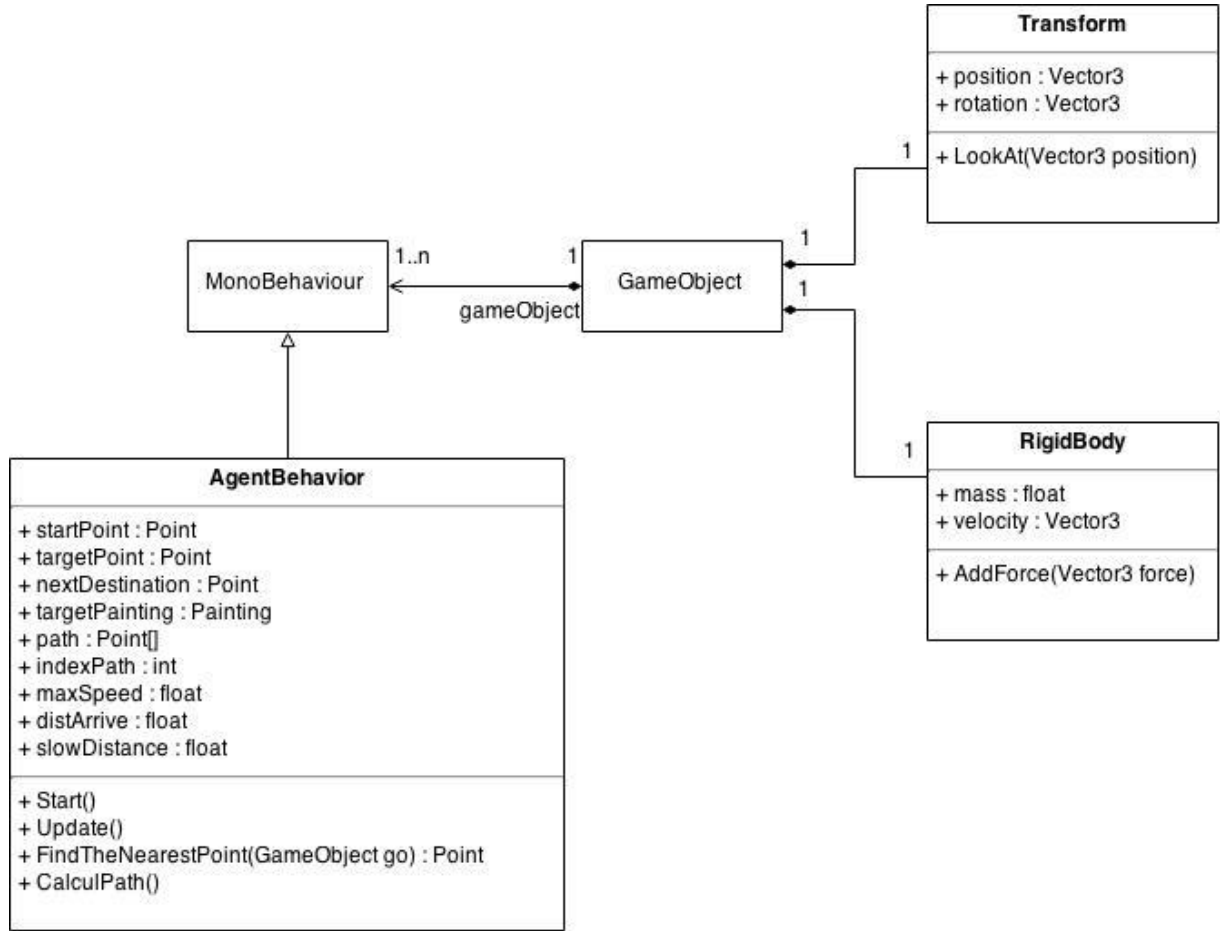 Transform
+ position : Vector3
+ rotation : Vector3
+ LookAt(Vector3 position)
1
1
MonoBehaviour
1..n
1
gameObject
GameObject
1
1
RigidBody
+ mass : float
+ velocity : Vector3
+ AddForce(Vector3 force)
AgentBehavior
+ startPoint : Point
+ targetPoint : Point
+ nextDestination : Point
+ targetPainting : Painting
+ path : Point[]
+ indexPath : int
+ maxSpeed : float
+ distArrive : float
+ slowDistance : float
+ Start()
+ Update()
+ FindTheNearestPoint(GameObject go) : Point
+ CalculPath()